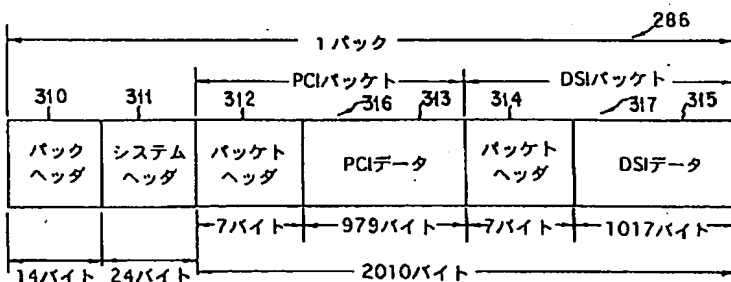 286
1パック
PCIパケット
DSIパケット
310
311
312
316
313
314
317
315
パック
ヘッダ
システム
ヘッダ
パケット
ヘッダ
PCIデータ
パケット
ヘッダ
DSIデータ
7バイト
979バイト
7バイト
1017バイト
14バイト
24バイト
2010バイト